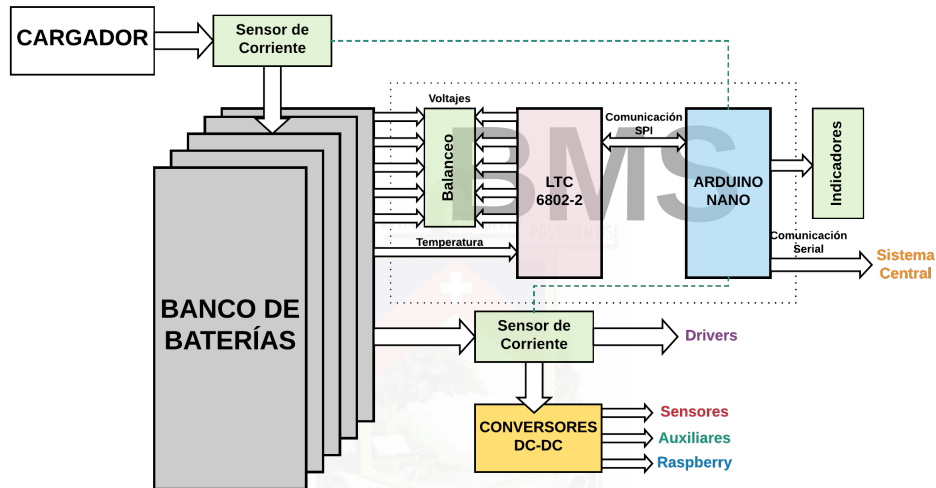 CARGADOR
Sensor de
Corriente
Voltajes
Balanceo
BMS
LTC
6802-2
Comunicación
SPI
ARDUINO
NANO
Indicadores
Temperatura
Comunicación
Serial
Sistema
Central
BANCO DE
BATERÍAS
Sensor de
Corriente
Drivers
CONVERSORES
DC-DC
Sensores
Auxiliares
Raspberry